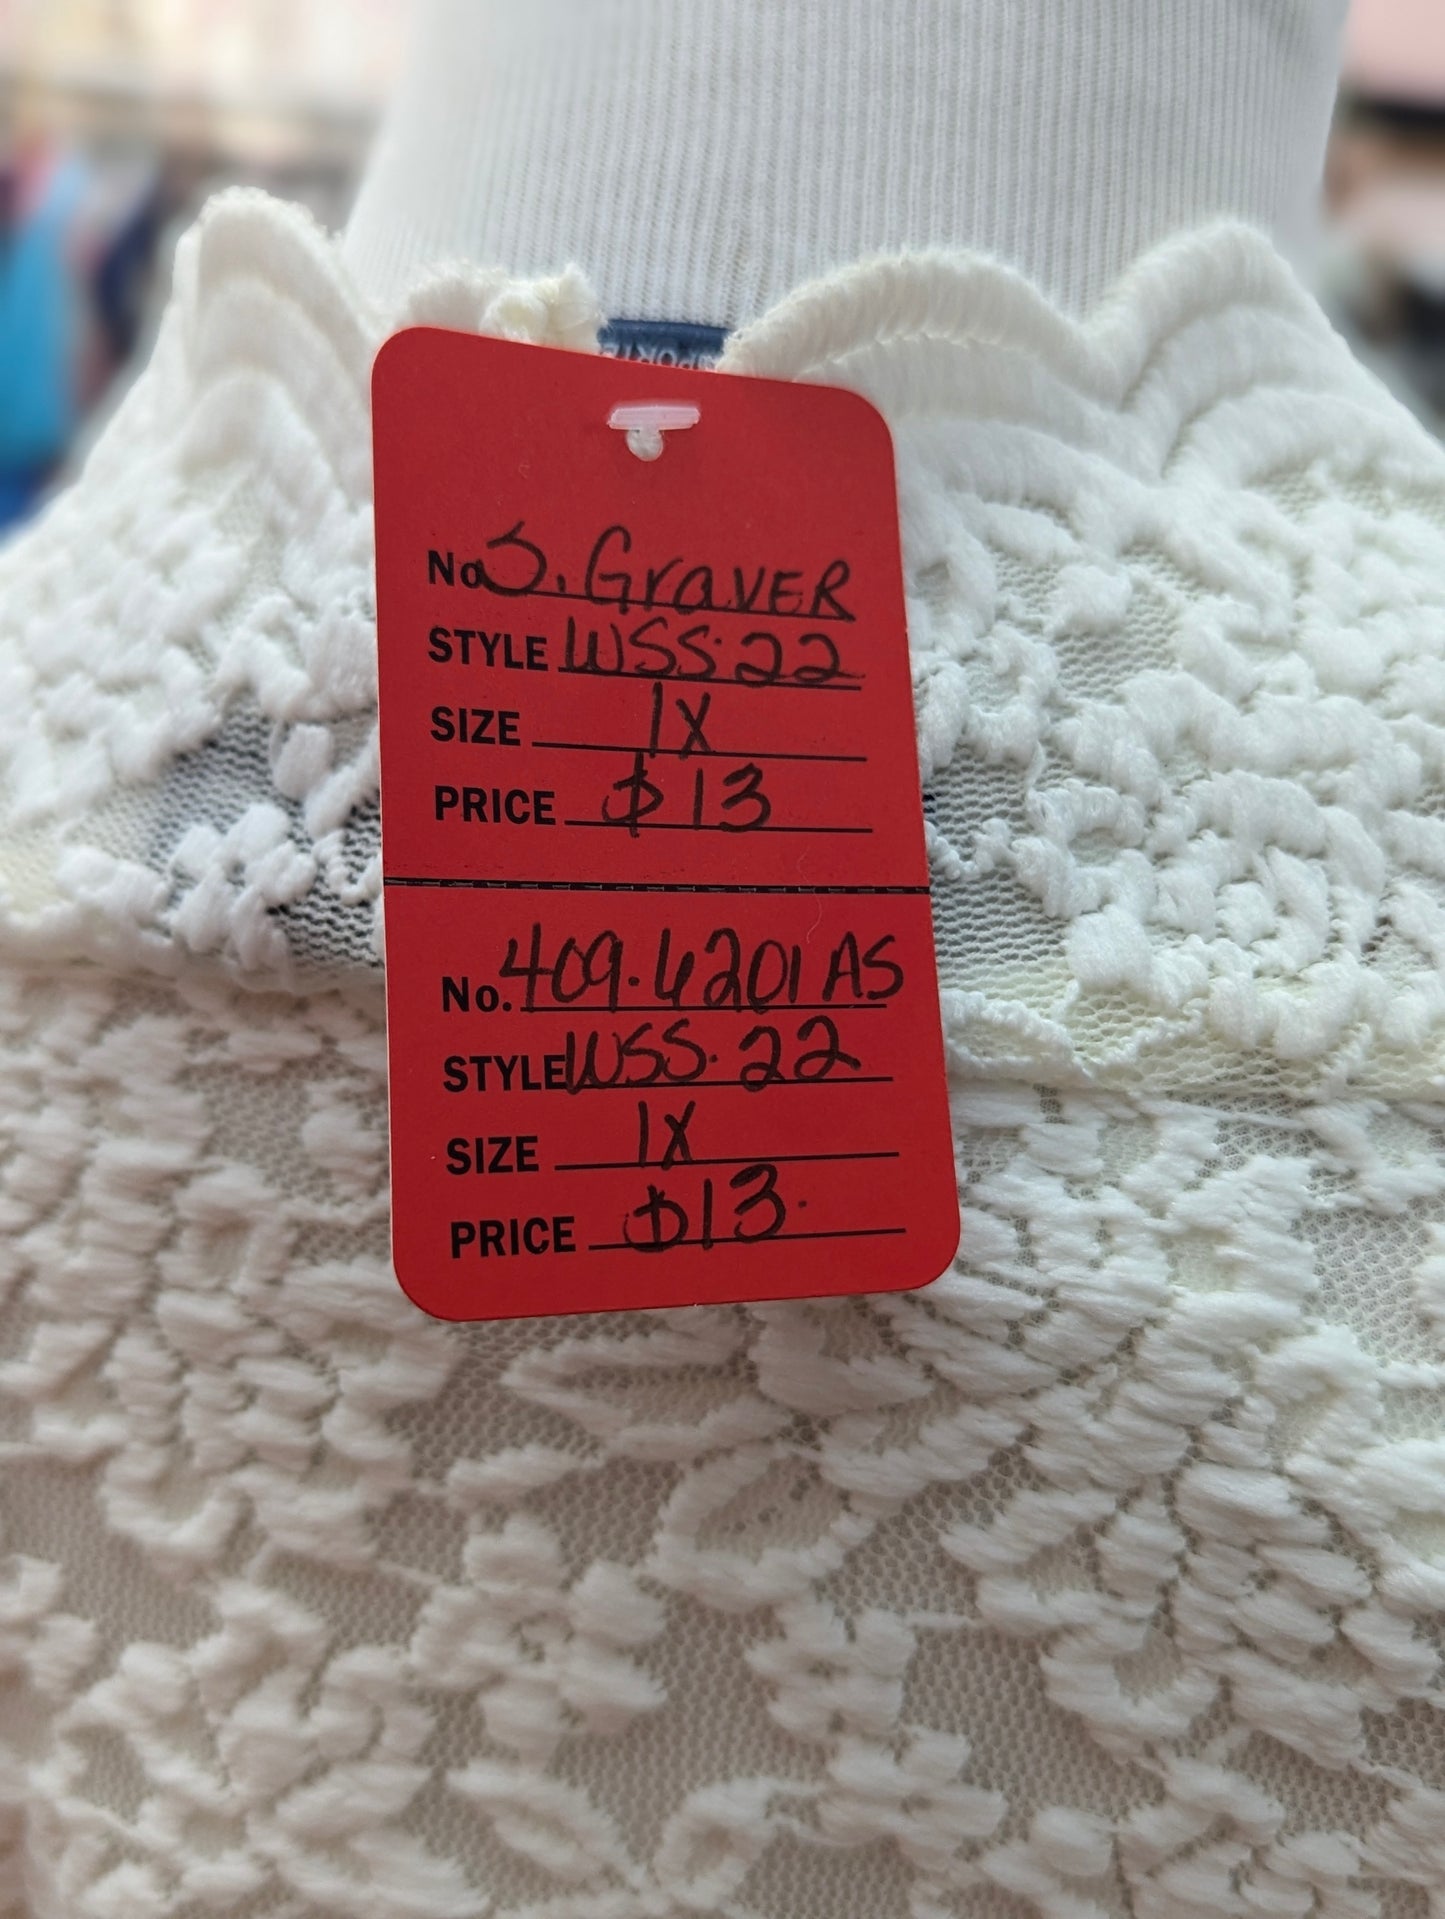 No S. GravER
STYLE WSS.22
SIZE 1X
PRICE $13
No. 409.6201 AS
STYLE WSS.22
SIZE 1X
PRICE $13.